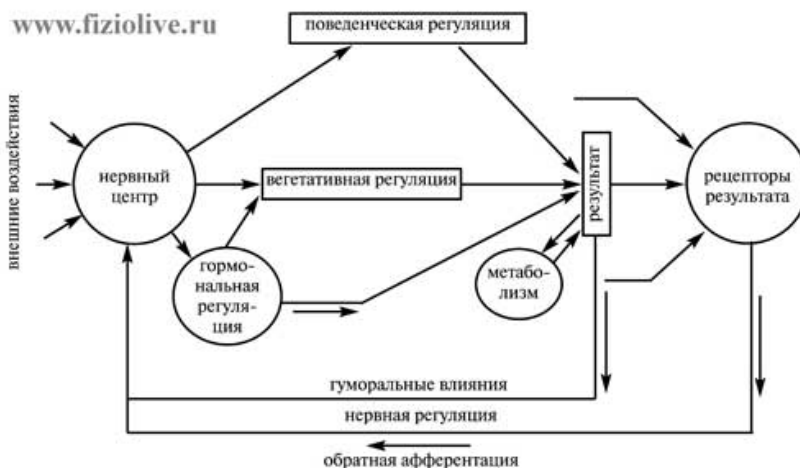 www.fiziolive.ru
поведенческая регуляция
внешние воздействия
нервный
центр
вегетативная регуляция
результат
рецепторы
результата
гормо-
нальная
регуля-
ция
метабо-
лизм
гуморальные влияния
нервная регуляция
обратная афферентация